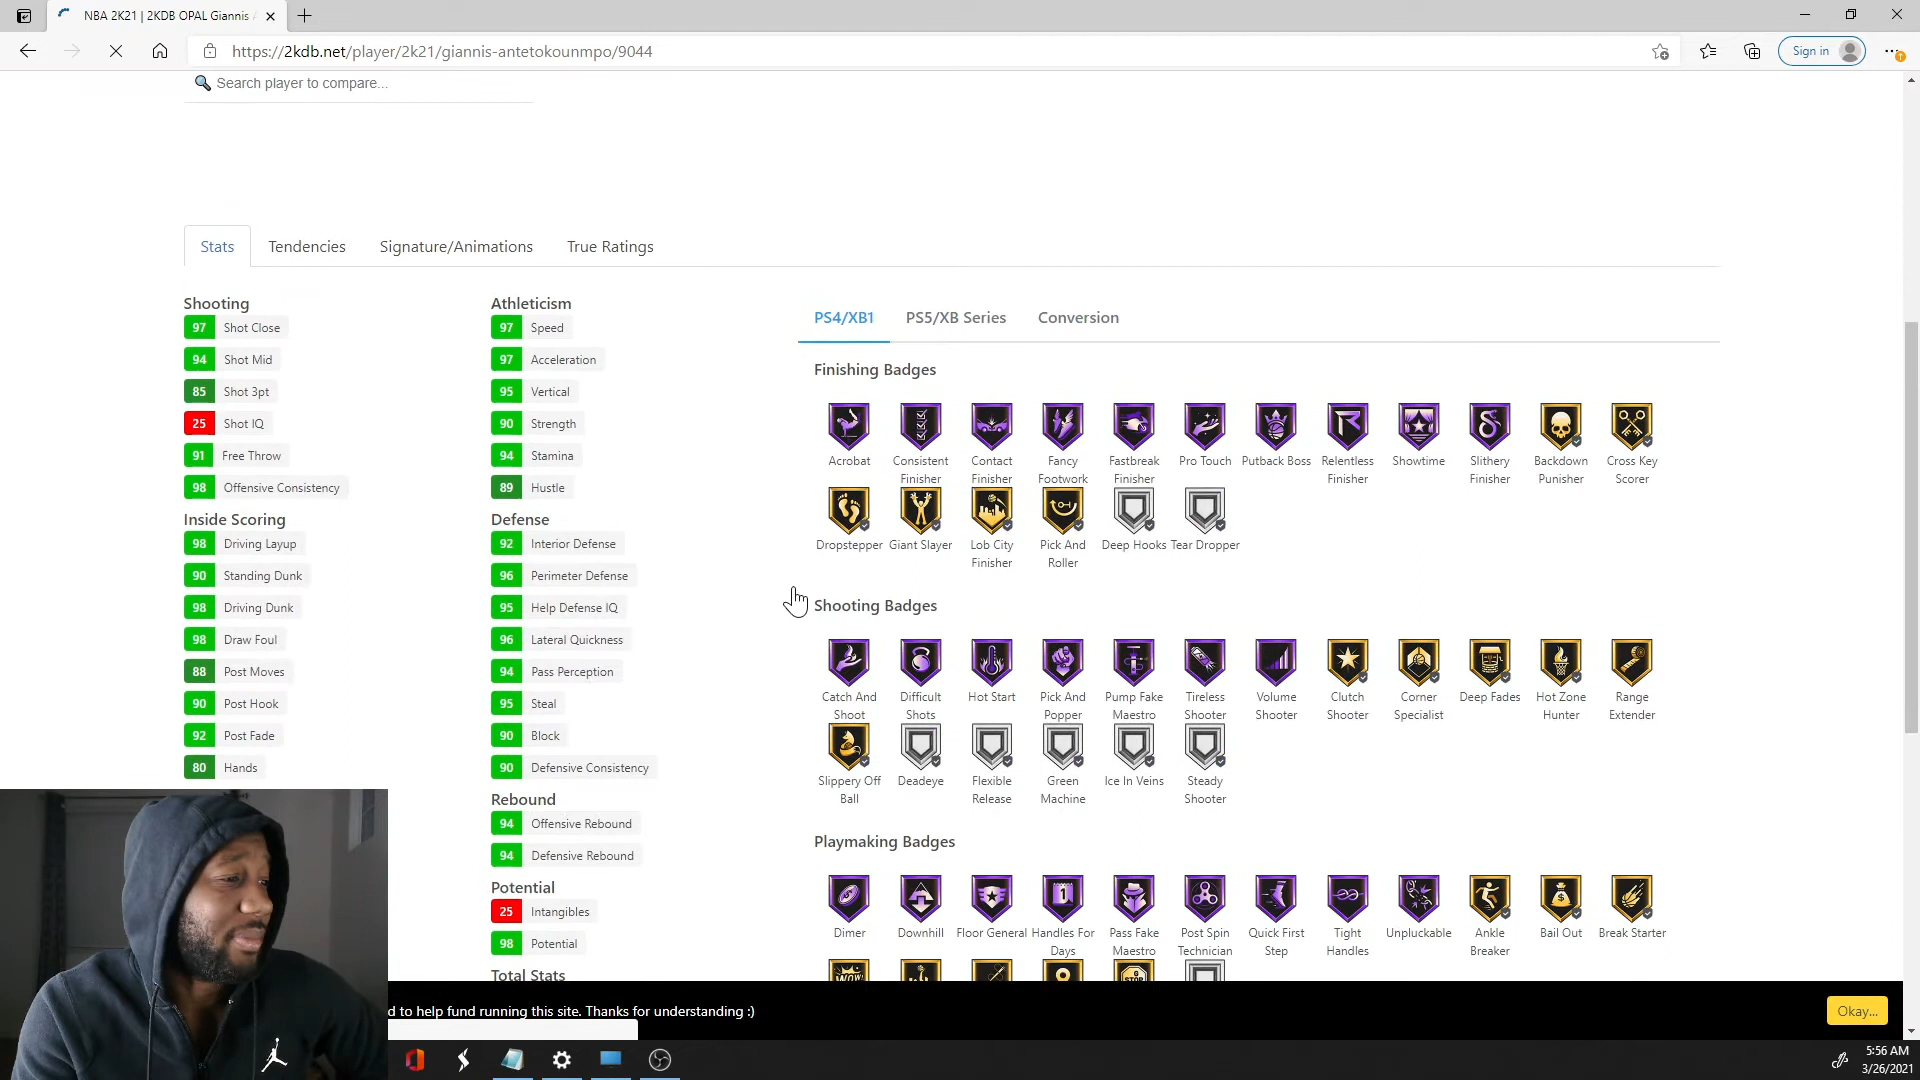 NBA 2K21 | 2KDB OPAL Giannis
https://2kdb.net/player/2k21/giannis-antetokounmpo/9044
Sign in
Search player to compare...
Stats
Tendencies
Signature/Animations
True Ratings
Shooting
97 Shot Close
94 Shot Mid
85 Shot 3pt
25 Shot IQ
91 Free Throw
98 Offensive Consistency
Inside Scoring
98 Driving Layup
90 Standing Dunk
98 Driving Dunk
98 Draw Foul
88 Post Moves
90 Post Hook
92 Post Fade
80 Hands
Athleticism
97 Speed
97 Acceleration
95 Vertical
90 Strength
94 Stamina
89 Hustle
Defense
92 Interior Defense
96 Perimeter Defense
95 Help Defense IQ
96 Lateral Quickness
94 Pass Perception
95 Steal
90 Block
90 Defensive Consistency
Rebound
94 Offensive Rebound
94 Defensive Rebound
Potential
25 Intangibles
98 Potential
Total Stats
PS4/XB1
PS5/XB Series
Conversion
Finishing Badges
Acrobat
Consistent
Finisher
Contact
Finisher
Fancy
Footwork
Fastbreak
Finisher
Pro Touch
Putback Boss
Relentless
Finisher
Showtime
Slithery
Finisher
Backdown
Punisher
Cross Key
Scorer
Dropstepper
Giant Slayer
Lob City
Finisher
Pick And
Roller
Deep Hooks
Tear Dropper
Shooting Badges
Catch And
Shoot
Difficult
Shots
Hot Start
Pick And
Popper
Pump Fake
Maestro
Tireless
Shooter
Volume
Shooter
Clutch
Shooter
Corner
Specialist
Deep Fades
Hot Zone
Hunter
Range
Extender
Slippery Off
Ball
Deadeye
Flexible
Release
Green
Machine
Ice In Veins
Steady
Shooter
Playmaking Badges
Dimer
Downhill
Floor General
Handles For
Days
Pass Fake
Maestro
Post Spin
Technician
Quick First
Step
Tight
Handles
Unpluckable
Ankle
Breaker
Bail Out
Break Starter
d to help fund running this site. Thanks for understanding :)
Okay...
5:56 AM
3/26/2021